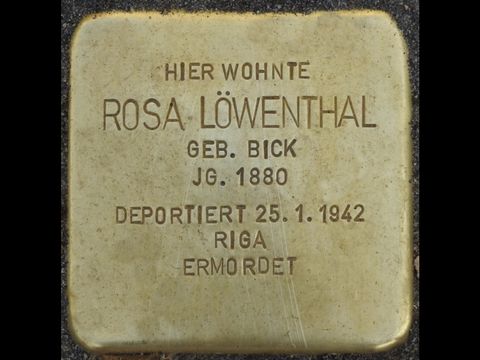 HIER WOHNTE
ROSA LÖWENTHAL
GEB. BICK
JG. 1880
DEPORTIERT 25.1.1942
RIGA
ERMORDET